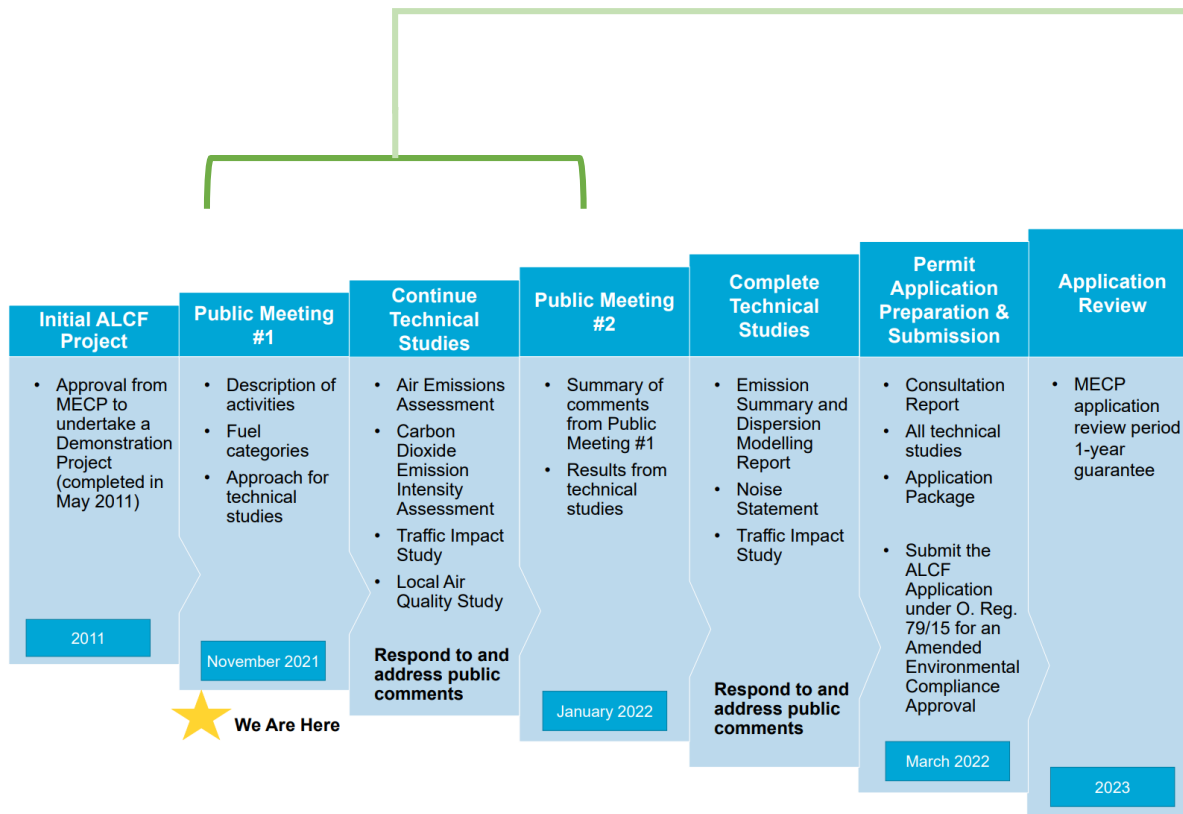 Initial ALCF
Project
• Approval from
MECP to
undertake a
Demonstration
Project
(completed in
May 2011)
2011
Public Meeting
#1
• Description of
activities
• Fuel
categories
• Approach for
technical
studies
November 2021
We Are Here
Continue
Technical
Studies
• Air Emissions
Assessment
• Carbon
Dioxide
Emission
Intensity
Assessment
• Traffic Impact
Study
• Local Air
Quality Study
Respond to and
address public
comments
Public Meeting
#2
• Summary of
comments
from Public
Meeting #1
• Results from
technical
studies
January 2022
Complete
Technical
Studies
• Emission
Summary and
Dispersion
Modelling
Report
• Noise
Statement
• Traffic Impact
Study
Respond to and
address public
comments
Permit
Application
Preparation &
Submission
• Consultation
Report
• All technical
studies
• Application
Package
• Submit the
ALCF
Application
under O. Reg.
79/15 for an
Amended
Environmental
Compliance
Approval
March 2022
Application
Review
• MECP
application
review period
1-year
guarantee
2023